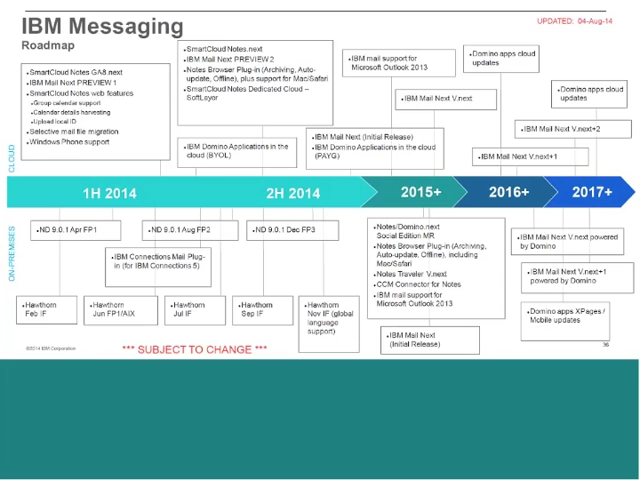 IBM Messaging
Roadmap
UPDATED: 04-Aug-14
SmartCloud Notes GA8.next
IBM Mail Next PREVIEW 1
SmartCloud Notes web features
Group calendar support
Calendar details harvesting
Upload local ID
Selective mail file migration
Windows Phone support
SmartCloud Notes.next
IBM Mail Next PREVIEW 2
Notes Browser Plug-in (Archiving, Auto-
update, Offline), plus support for Mac/Safari
SmartCloud Notes Dedicated Cloud –
SoftLayer
IBM Domino Applications in the
cloud (BYOL)
IBM Mail Next (Initial Release)
IBM Domino Applications in the cloud
(PAYG)
IBM mail support for
Microsoft Outlook 2013
IBM Mail Next V.next
Domino apps cloud
updates
IBM Mail Next V.next+1
Domino apps cloud
updates
IBM Mail Next V.next+2
CLOUD
1H 2014
2H 2014
2015+
2016+
2017+
ON-PREMISES
ND 9.0.1 Apr FP1
ND 9.0.1 Aug FP2
ND 9.0.1 Dec FP3
IBM Connections Mail Plug-
in (for IBM Connections 5)
Hawthorn
Feb IF
Hawthorn
Jun FP1/AIX
Hawthorn
Jul IF
Hawthorn
Sep IF
Hawthorn
Nov IF (global
language
support)
Notes/Domino.next
Social Edition MR
Notes Browser Plug-in (Archiving,
Auto-update, Offline), including
Mac/Safari
Notes Traveler V.next
CCM Connector for Notes
IBM mail support for
Microsoft Outlook 2013
IBM Mail Next
(Initial Release)
IBM Mail Next V.next powered
by Domino
IBM Mail Next V.next+1
powered by Domino
Domino apps XPages /
Mobile updates
©2014 IBM Corporation
*** SUBJECT TO CHANGE ***
36